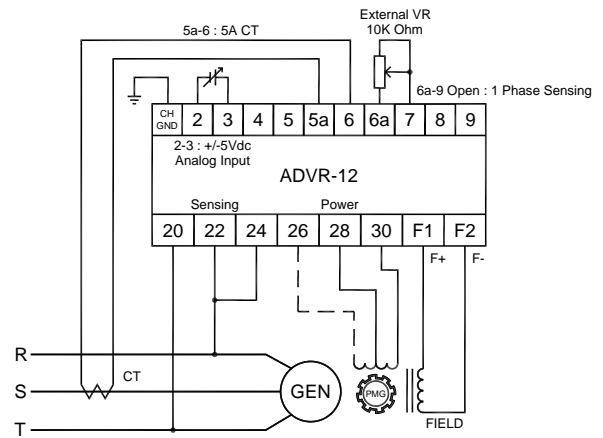 External VR
10K Ohm
5a-6 : 5A CT
6a-9 Open : 1 Phase Sensing
CH GND 2 3 4 5 5a 6 6a 7 8 9
2-3 : +/-5Vdc
Analog Input
ADVR-12
Sensing Power
20 22 24 26 28 30 F1 F2
F+ F-
R
CT
S
GEN
PMG
T
FIELD